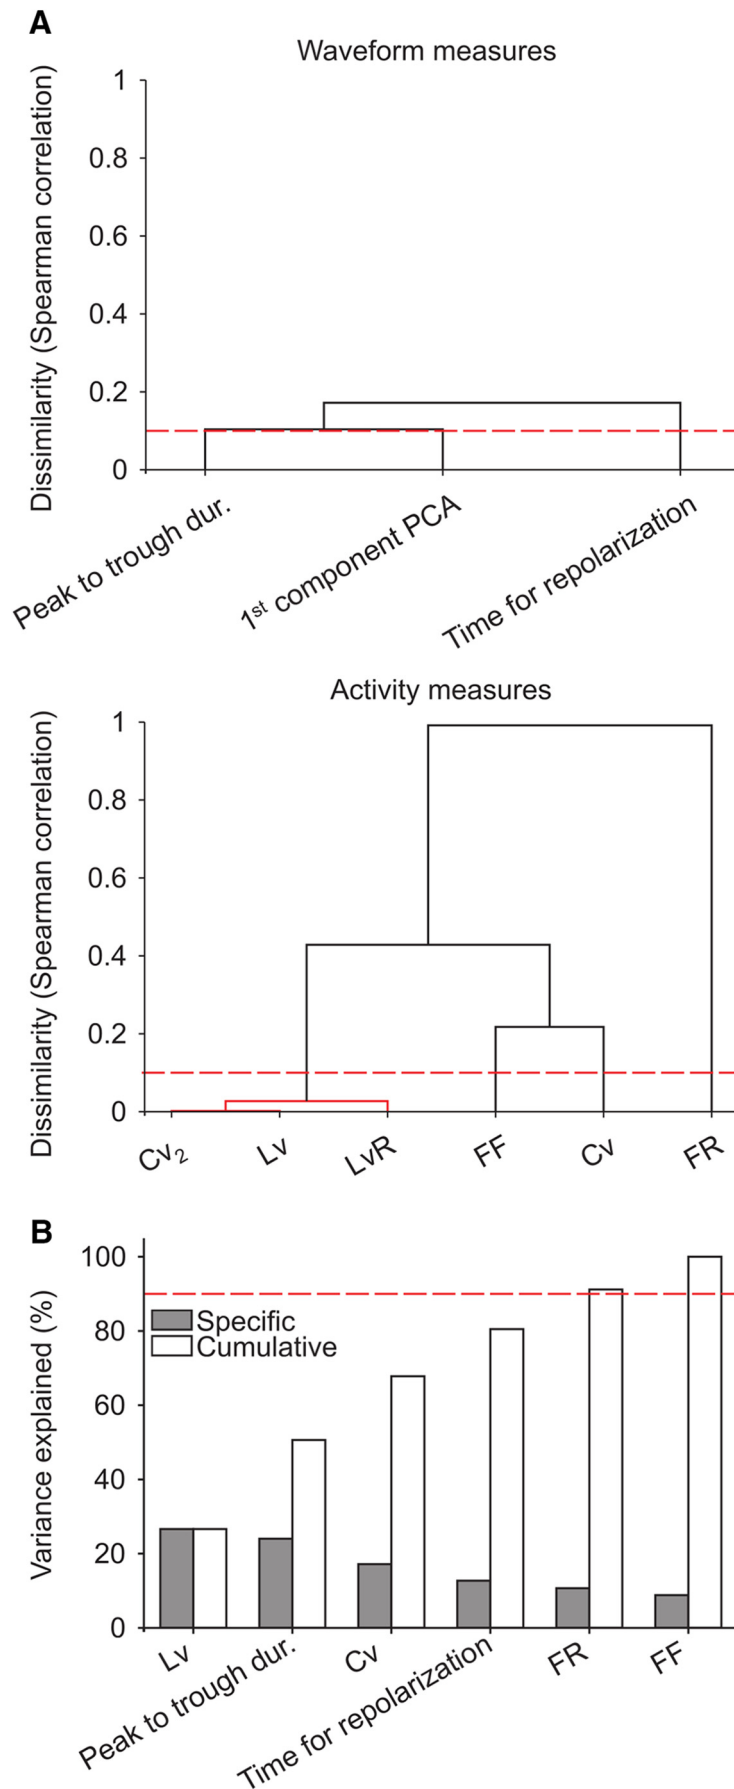 A
Waveform measures
Dissimilarity (Spearman correlation)
1
0.8
0.6
0.4
0.2
0
Peak to trough dur.
1st component PCA
Time for repolarization
Activity measures
Dissimilarity (Spearman correlation)
1
0.8
0.6
0.4
0.2
0
Cv2
Lv
LvR
FF
Cv
FR
B
Variance explained (%)
100
80
60
40
20
0
Specific
Cumulative
Lv
Peak to trough dur.
Cv
Time for repolarization
FR
FF